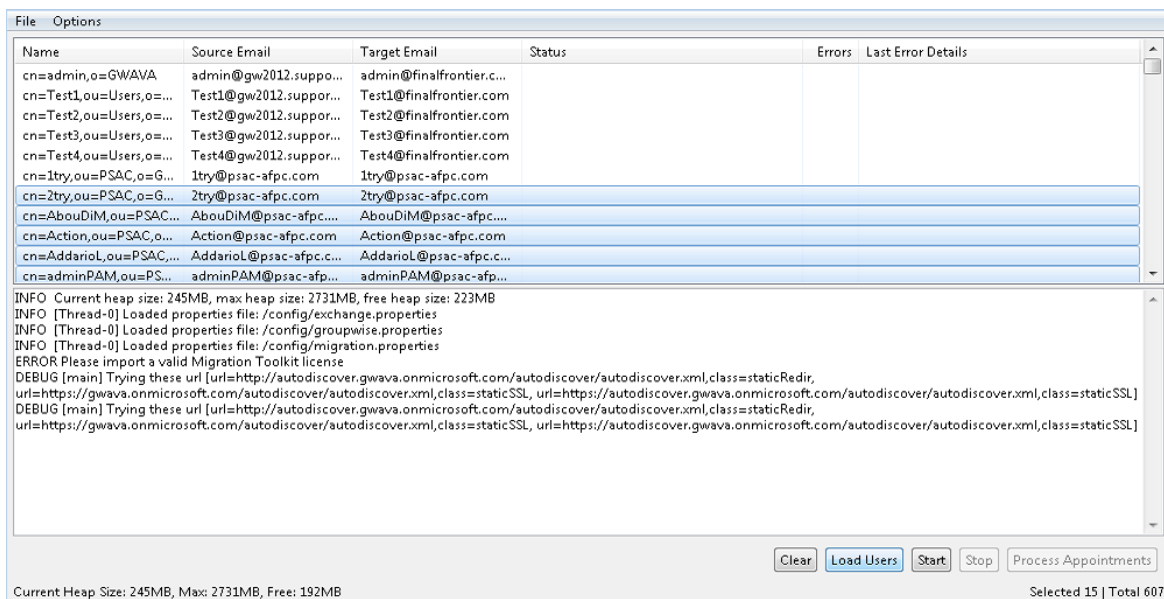 File Options
Name Source Email Target Email Status Errors Last Error Details
cn=admin,o=GWAVA admin@gw2012.suppo... admin@finalfrontier.c...
cn=Test1,ou=Users,o=... Test1@gw2012.suppor... Test1@finalfrontier.com
cn=Test2,ou=Users,o=... Test2@gw2012.suppor... Test2@finalfrontier.com
cn=Test3,ou=Users,o=... Test3@gw2012.suppor... Test3@finalfrontier.com
cn=Test4,ou=Users,o=... Test4@gw2012.suppor... Test4@finalfrontier.com
cn=1try,ou=PSAC,o=G... 1try@psac-afpc.com 1try@psac-afpc.com
cn=2try,ou=PSAC,o=G... 2try@psac-afpc.com 2try@psac-afpc.com
cn=AbouDiM,ou=PSAC... AbouDiM@psac-afpc.... AbouDiM@psac-afpc....
cn=Action,ou=PSAC,o... Action@psac-afpc.com Action@psac-afpc.com
cn=AddarioL,ou=PSAC,... AddarioL@psac-afpc.c... AddarioL@psac-afpc.c...
cn=adminPAM,ou=PS... adminPAM@psac-afp... adminPAM@psac-afp...
INFO Current heap size: 245MB, max heap size: 2731MB, free heap size: 223MB
INFO [Thread-0] Loaded properties file: /config/exchange.properties
INFO [Thread-0] Loaded properties file: /config/groupwise.properties
INFO [Thread-0] Loaded properties file: /config/migration.properties
ERROR Please import a valid Migration Toolkit license
DEBUG [main] Trying these url [url=http://autodiscover.gwava.onmicrosoft.com/autodiscover/autodiscover.xml,class=staticRedir,
url=https://gwava.onmicrosoft.com/autodiscover/autodiscover.xml,class=staticSSL, url=https://autodiscover.gwava.onmicrosoft.com/autodiscover/autodiscover.xml,class=staticSSL]
DEBUG [main] Trying these url [url=http://autodiscover.gwava.onmicrosoft.com/autodiscover/autodiscover.xml,class=staticRedir,
url=https://gwava.onmicrosoft.com/autodiscover/autodiscover.xml,class=staticSSL, url=https://autodiscover.gwava.onmicrosoft.com/autodiscover/autodiscover.xml,class=staticSSL]
Clear Load Users Start Stop Process Appointments
Current Heap Size: 245MB, Max: 2731MB, Free: 192MB Selected 15 | Total 607